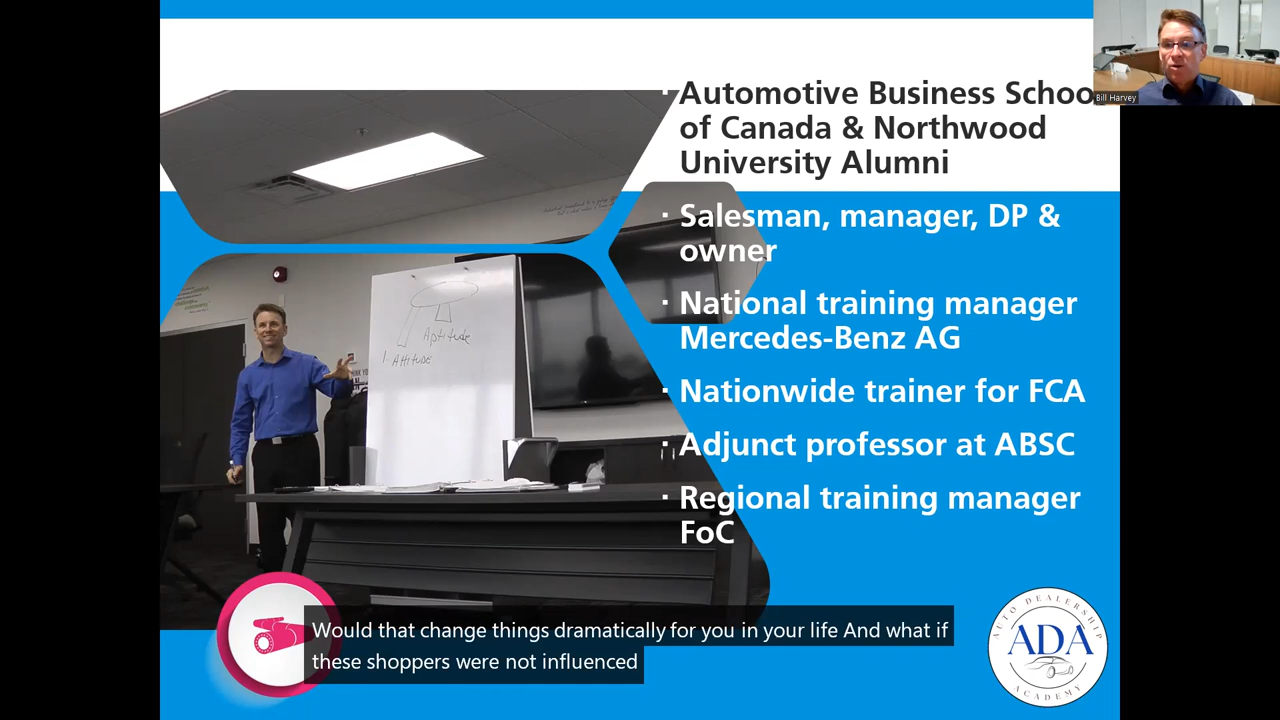 Bill Harvey
· Automotive Business Schoo
of Canada & Northwood
University Alumni
· Salesman, manager, DP &
owner
· National training manager
Mercedes-Benz AG
· Nationwide trainer for FCA
· Adjunct professor at ABSC
· Regional training manager
FoC
Aptitude
1- Attitude
Would that change things dramatically for you in your life And what if
these shoppers were not influenced
AUTO DEALERSHIP
ADA
ACADEMY